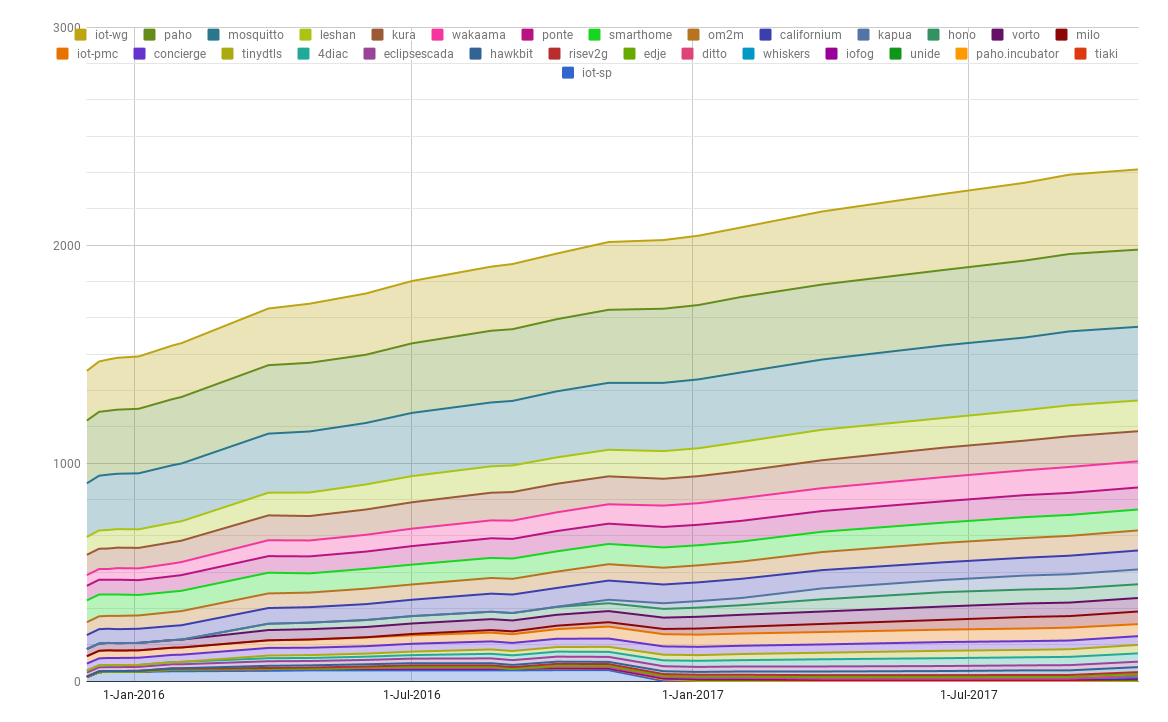 3000
iot-wg paho mosquitto leshan kura wakaama ponte smarthome om2m californium kapua hono vorto milo
iot-pmc concierge tinydtls 4diac eclipsescada hawkbit risev2g edje ditto whiskers iofog unide paho.incubator tiaki
iot-sp
2000
1000
0
1-Jan-2016 1-Jul-2016 1-Jan-2017 1-Jul-2017